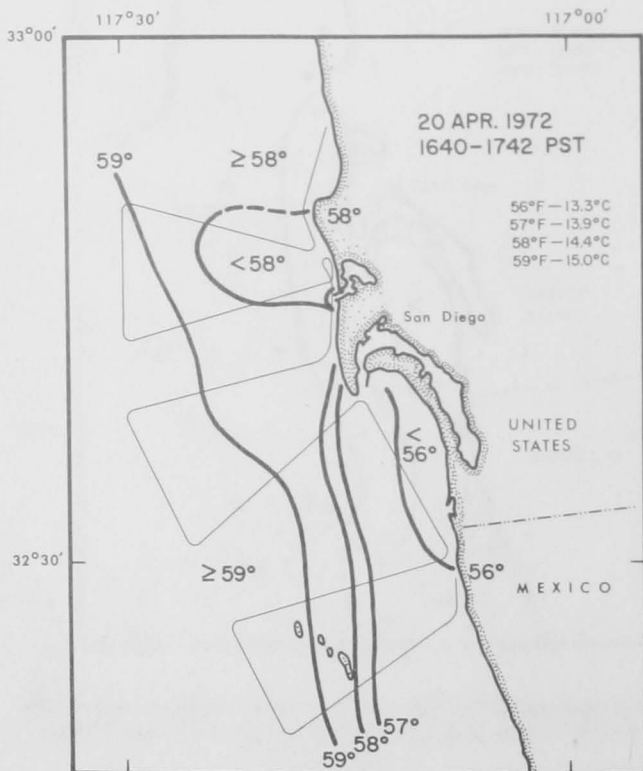 117°30′
117°00′
33°00′
20 APR. 1972
1640-1742 PST
59°
≥ 58°
58°
56°F—13.3°C
57°F—13.9°C
58°F—14.4°C
59°F—15.0°C
< 58°
San Diego
UNITED
STATES
<
56°
32°30′
≥ 59°
56°
MEXICO
57°
58°
59°